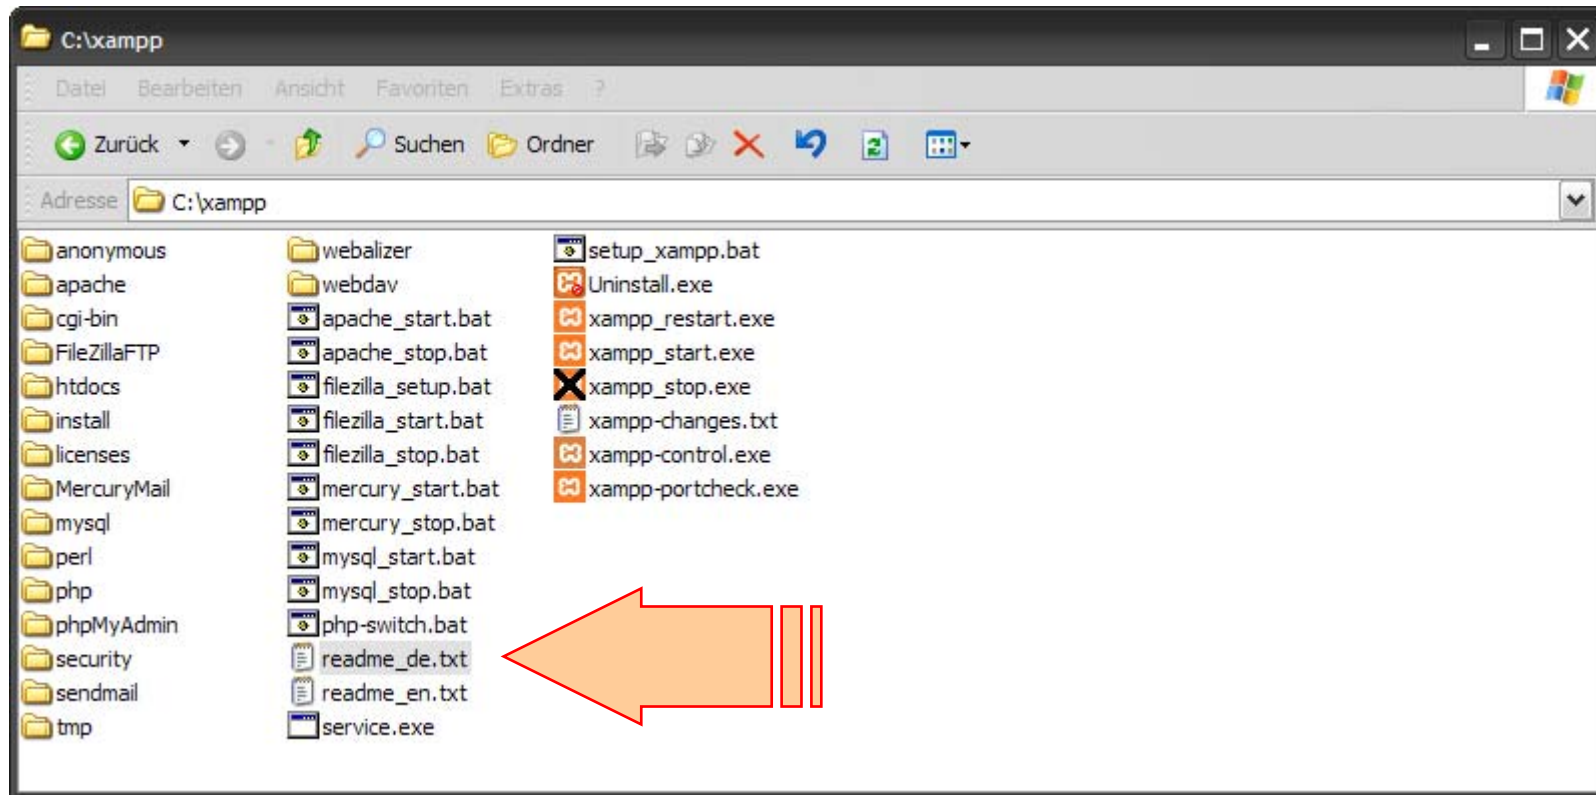 C:\xampp
Datei Bearbeiten Ansicht Favoriten Extras ?
Zurück Suchen Ordner
Adresse C:\xampp
anonymous
apache
cgi-bin
FileZillaFTP
htdocs
install
licenses
MercuryMail
mysql
perl
php
phpMyAdmin
security
sendmail
tmp
webalizer
webdav
apache_start.bat
apache_stop.bat
filezilla_setup.bat
filezilla_start.bat
filezilla_stop.bat
mercury_start.bat
mercury_stop.bat
mysql_start.bat
mysql_stop.bat
php-switch.bat
readme_de.txt
readme_en.txt
service.exe
setup_xampp.bat
Uninstall.exe
xampp_restart.exe
xampp_start.exe
xampp_stop.exe
xampp-changes.txt
xampp-control.exe
xampp-portcheck.exe